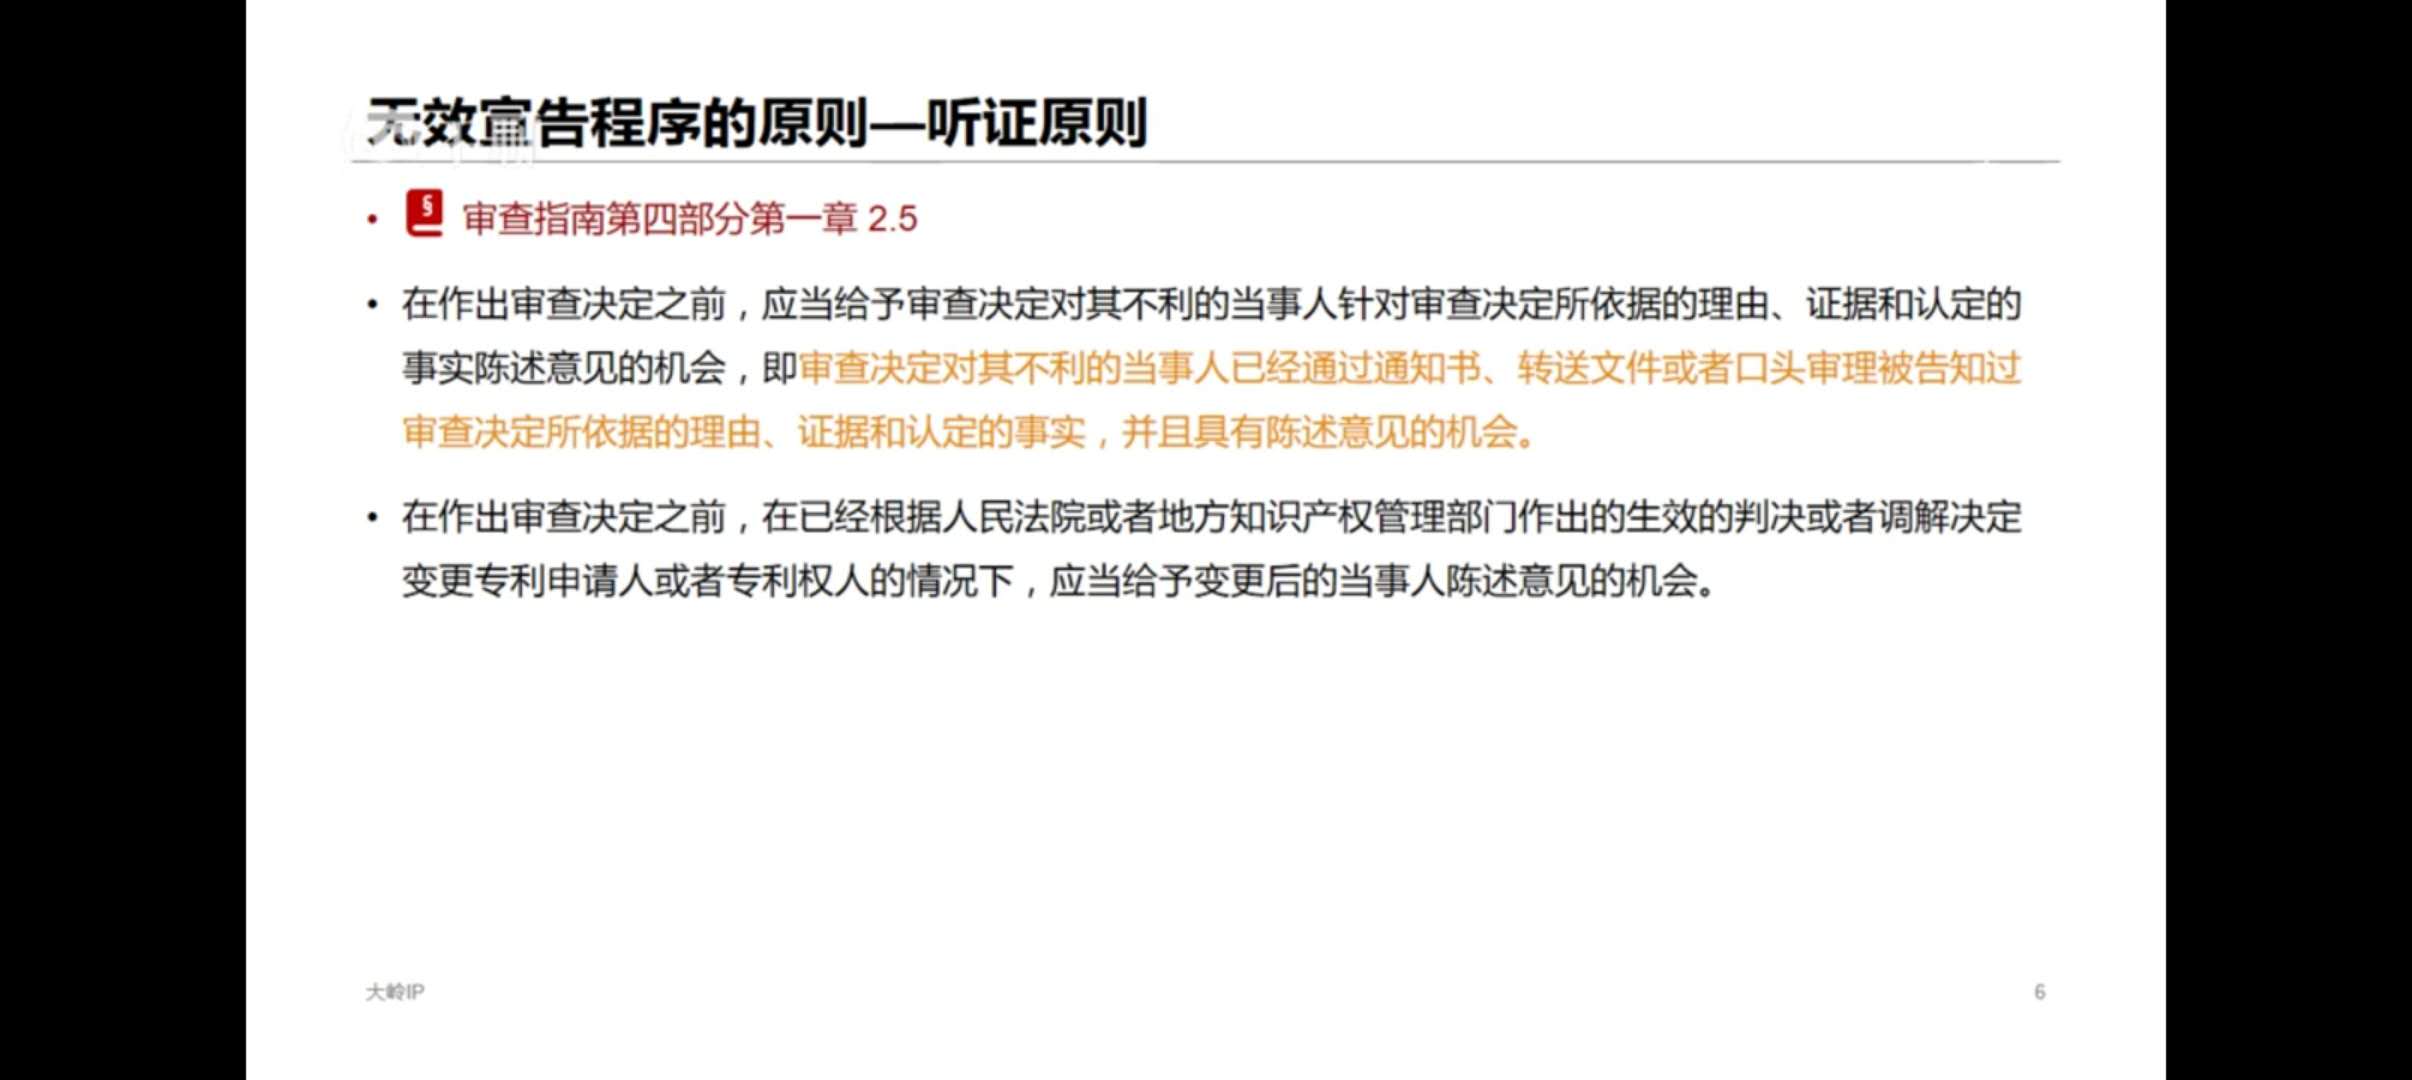 无效宣告程序的原则—听证原则
• § 审查指南第四部分第一章 2.5
• 在作出审查决定之前，应当给予审查决定对其不利的当事人针对审查决定所依据的理由、证据和认定的
事实陈述意见的机会，即审查决定对其不利的当事人已经通过通知书、转送文件或者口头审理被告知过
审查决定所依据的理由、证据和认定的事实，并且具有陈述意见的机会。
• 在作出审查决定之前，在已经根据人民法院或者地方知识产权管理部门作出的生效的判决或者调解决定
变更专利申请人或者专利权人的情况下，应当给予变更后的当事人陈述意见的机会。
大岭IP
6